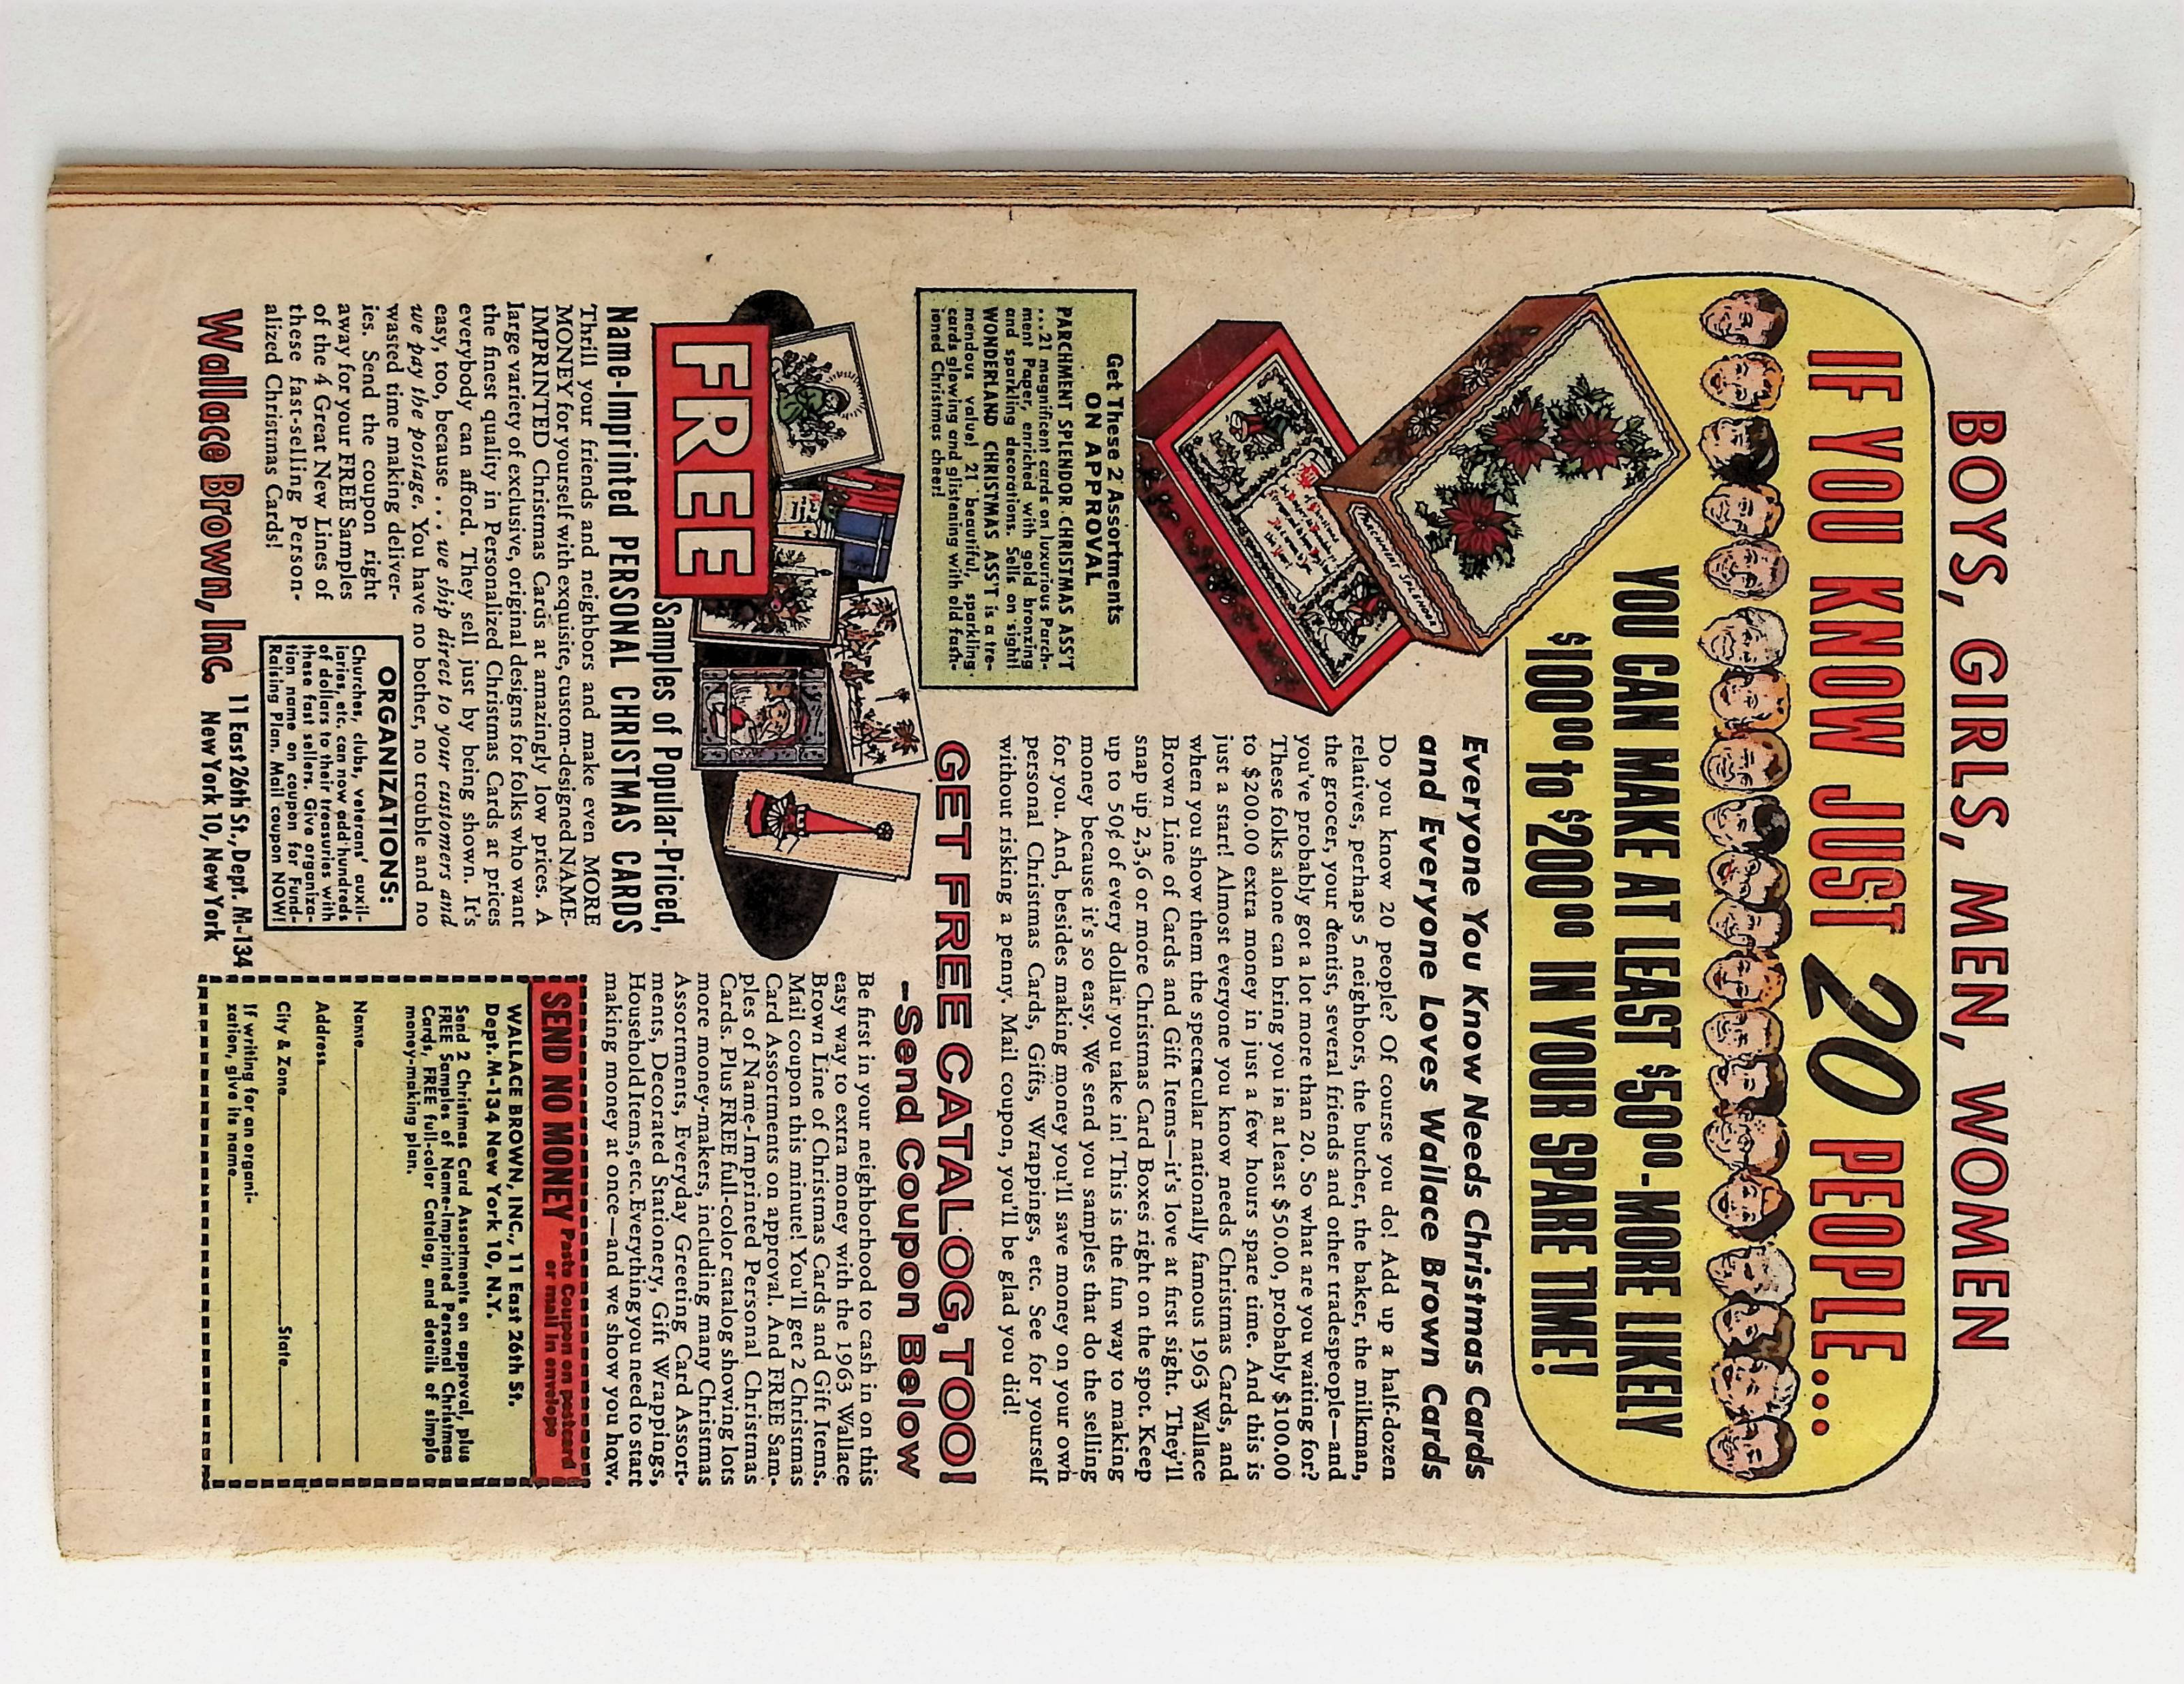 BOYS, GIRLS, MEN, WOMEN
IF YOU KNOW JUST 20 PEOPLE...
YOU CAN MAKE AT LEAST $50.00-MORE LIKELY
$100.00 to $200.00 IN YOUR SPARE TIME!
PARCHMENT SPLENDOR
Everyone You Know Needs Christmas Cards
and Everyone Loves Wallace Brown Cards
Do you know 20 people? Of course you do! Add up a half-dozen
relatives, perhaps 5 neighbors, the butcher, the baker, the milkman,
the grocer, your dentist, several friends and other tradespeople—and
you've probably got a lot more than 20. So what are you waiting for?
These folks alone can bring you in at least $50.00, probably $100.00
to $200.00 extra money in just a few hours spare time. And this is
just a start! Almost everyone you know needs Christmas Cards, and
when you show them the spectacular nationally famous 1963 Wallace
Brown Line of Cards and Gift Items—it's love at first sight. They'll
snap up 2,3,6 or more Christmas Card Boxes right on the spot. Keep
up to 50¢ of every dollar you take in! This is the fun way to making
money because it's so easy. We send you samples that do the selling
for you. And, besides making money you'll save money on your own
personal Christmas Cards, Gifts, Wrappings, etc. See for yourself
without risking a penny. Mail coupon, you'll be glad you did!
Get These 2 Assortments
ON APPROVAL
PARCHMENT SPLENDOR CHRISTMAS ASS'T
...21 magnificent cards on luxurious Parch-
ment Paper, enriched with gold bronzing
and sparkling decorations. Sells on sight!
WONDERLAND CHRISTMAS ASS'T is a tre-
mendous value! 21 beautiful, sparkling
cards glowing and glistening with old fash-
ioned Christmas cheer!
GET FREE CATALOG, TOO!
—Send Coupon Below
FREE
Samples of Popular-Priced,
Name-Imprinted PERSONAL CHRISTMAS CARDS
Thrill your friends and neighbors and make even MORE
MONEY for yourself with exquisite, custom-designed NAME-
IMPRINTED Christmas Cards at amazingly low prices. A
large variety of exclusive, original designs for folks who want
the finest quality in Personalized Christmas Cards at prices
everybody can afford. They sell just by being shown. It's
easy, too, because . . . we ship direct to your customers and
we pay the postage. You have no bother, no trouble and no
wasted time making deliver-
ies. Send the coupon right
away for your FREE Samples
of the 4 Great New Lines of
these fast-selling Person-
alized Christmas Cards!
ORGANIZATIONS:
Churches, clubs, veterans' auxil-
iaries, etc. can now add hundreds
of dollars to their treasuries with
these fast sellers. Give organiza-
tion name on coupon for Fund-
Raising Plan. Mail coupon NOW!
Wallace Brown, Inc. 11 East 26th St., Dept. M-134
New York 10, New York
Be first in your neighborhood to cash in on this
easy way to extra money with the 1963 Wallace
Brown Line of Christmas Cards and Gift Items.
Mail coupon this minute! You'll get 2 Christmas
Card Assortments on approval. And FREE Sam-
ples of Name-Imprinted Personal Christmas
Cards. Plus FREE full-color catalog showing lots
more money-makers, including many Christmas
Assortments, Everyday Greeting Card Assort-
ments, Decorated Stationery, Gift Wrappings,
Household Items, etc. Everything you need to start
making money at once—and we show you how.
SEND NO MONEY Paste Coupon on postcard
or mail in envelope
WALLACE BROWN, INC., 11 East 26th St.
Dept. M-134 New York 10, N.Y.
Send 2 Christmas Card Assortments on approval, plus
FREE Samples of Name-Imprinted Personal Christmas
Cards, FREE full-color Catalog, and details of simple
money-making plan.
Name
Address
City & Zone State
If writing for an organi-
zation, give its name